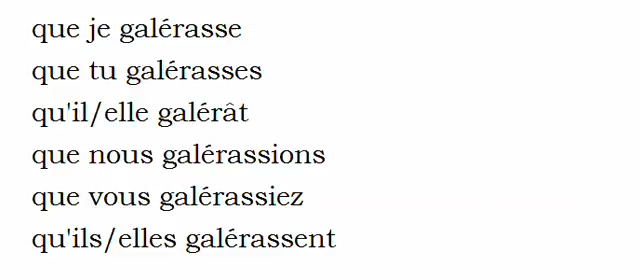 que je galérasse
que tu galérasses
qu'il/elle galérât
que nous galérassions
que vous galérassiez
qu'ils/elles galérassent